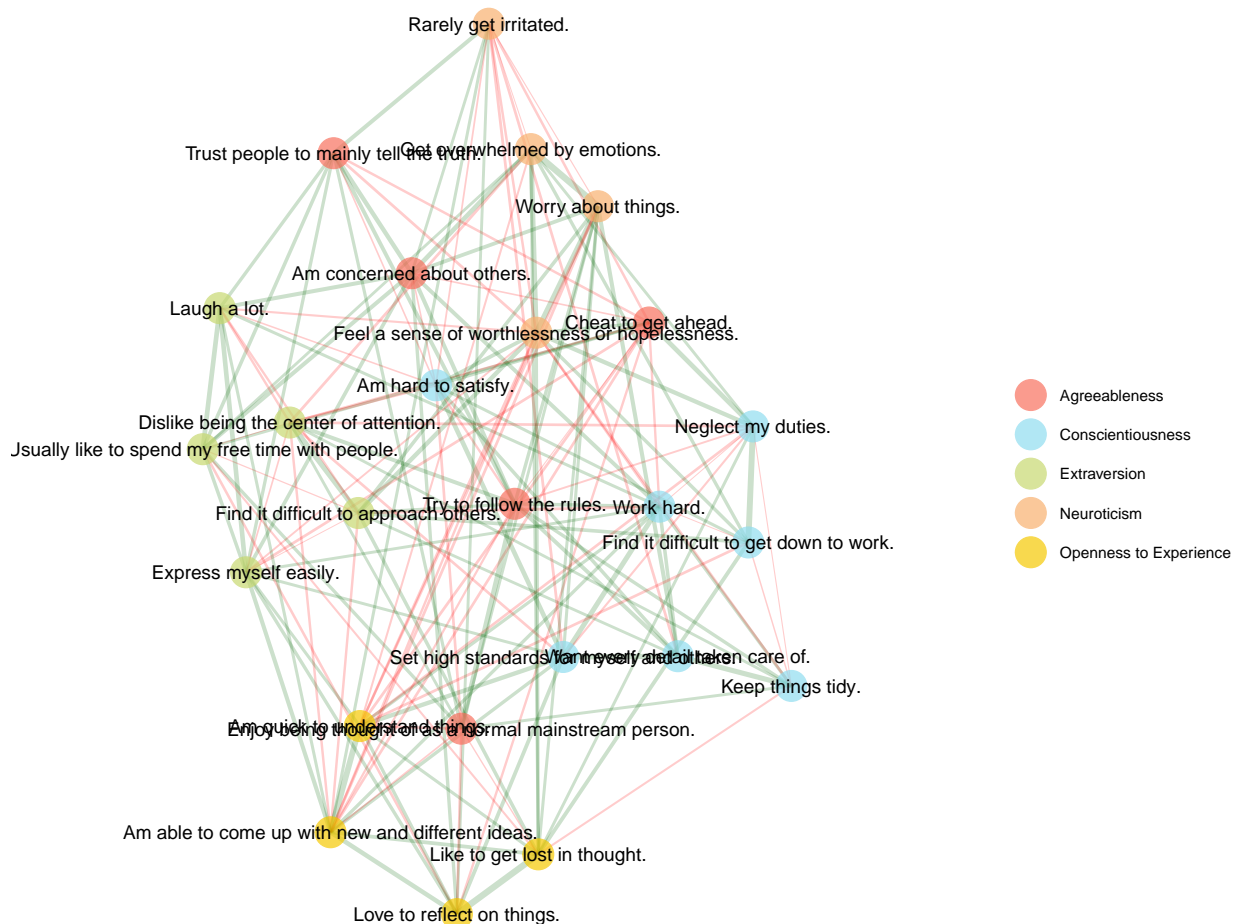 Rarely get irritated.
Trust people to mainly tell the truth.
Get overwhelmed by emotions.
Worry about things.
Am concerned about others.
Laugh a lot.
Cheat to get ahead.
Feel a sense of worthlessness or hopelessness.
Am hard to satisfy.
Dislike being the center of attention.
Neglect my duties.
Jsually like to spend my free time with people.
Try to follow the rules.
Work hard.
Find it difficult to approach others.
Find it difficult to get down to work.
Express myself easily.
Set high standards for myself and others.
Want every detail taken care of.
Keep things tidy.
Am quick to understand things.
Enjoy being thought of as a normal mainstream person.
Am able to come up with new and different ideas.
Like to get lost in thought.
Love to reflect on things.
Agreeableness
Conscientiousness
Extraversion
Neuroticism
Openness to Experience